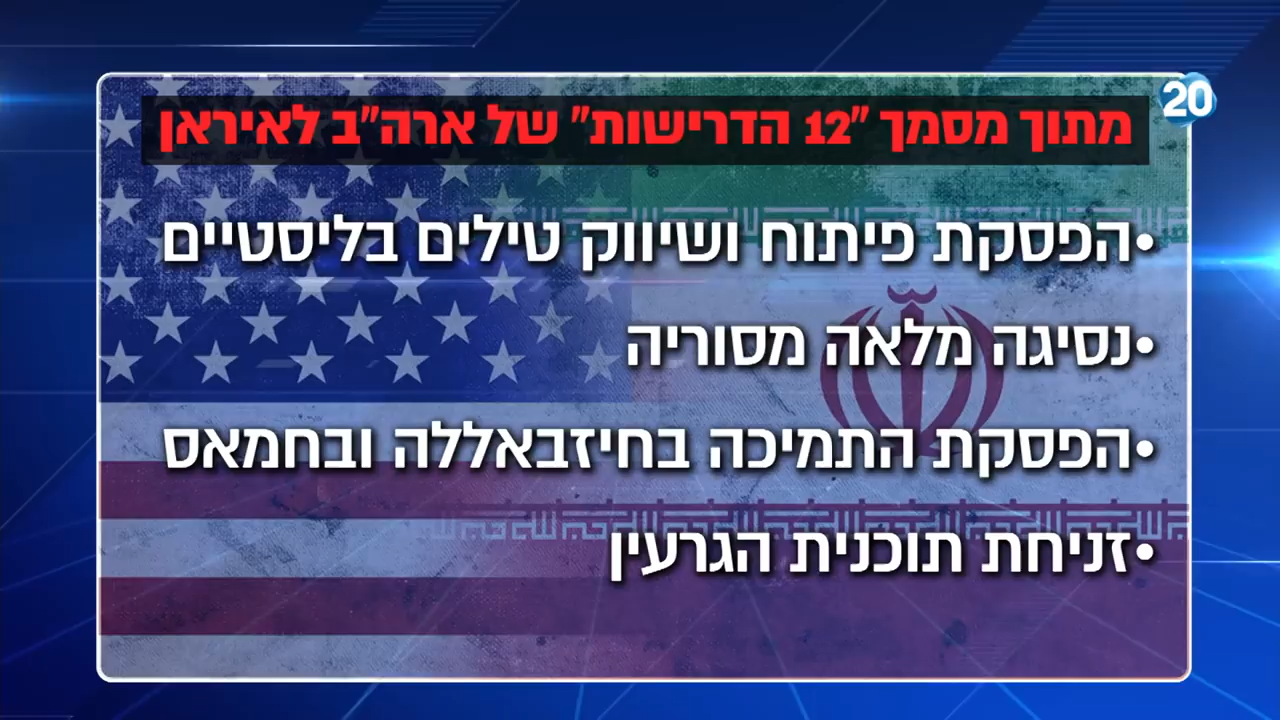 20
מתוך מסמך "12 הדרישות" של ארה"ב לאיראן
•הפסקת פיתוח ושיווק טילים בליסטיים
•נסיגה מלאה מסוריה
•הפסקת התמיכה בחיזבאללה ובחמאס
•זניחת תוכנית הגרעין